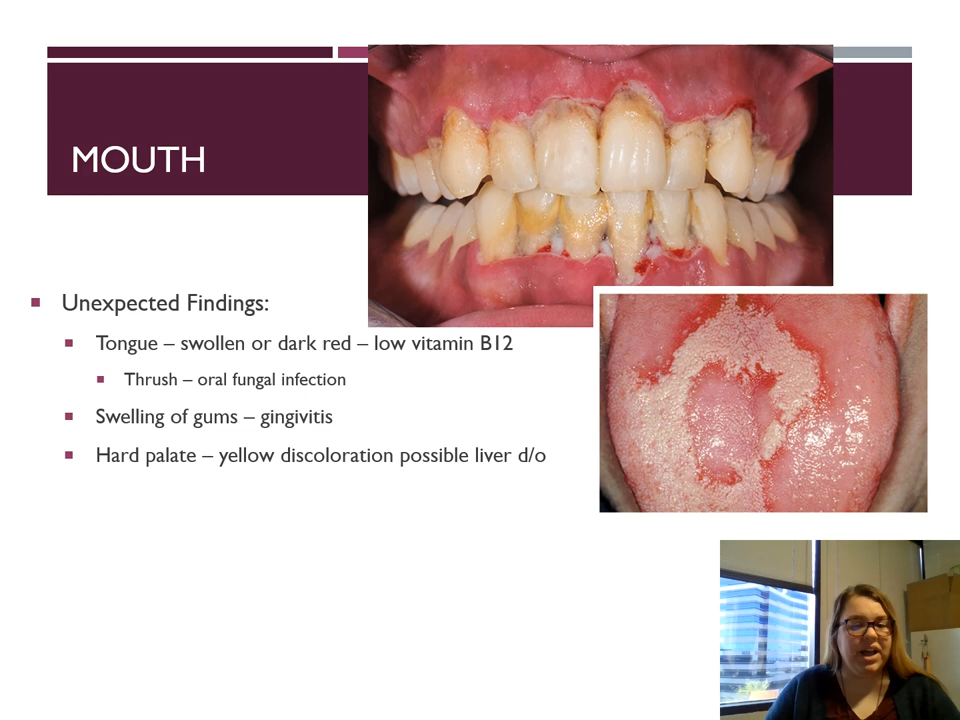 MOUTH
Unexpected Findings:
Tongue – swollen or dark red – low vitamin B12
Thrush – oral fungal infection
Swelling of gums – gingivitis
Hard palate – yellow discoloration possible liver d/o